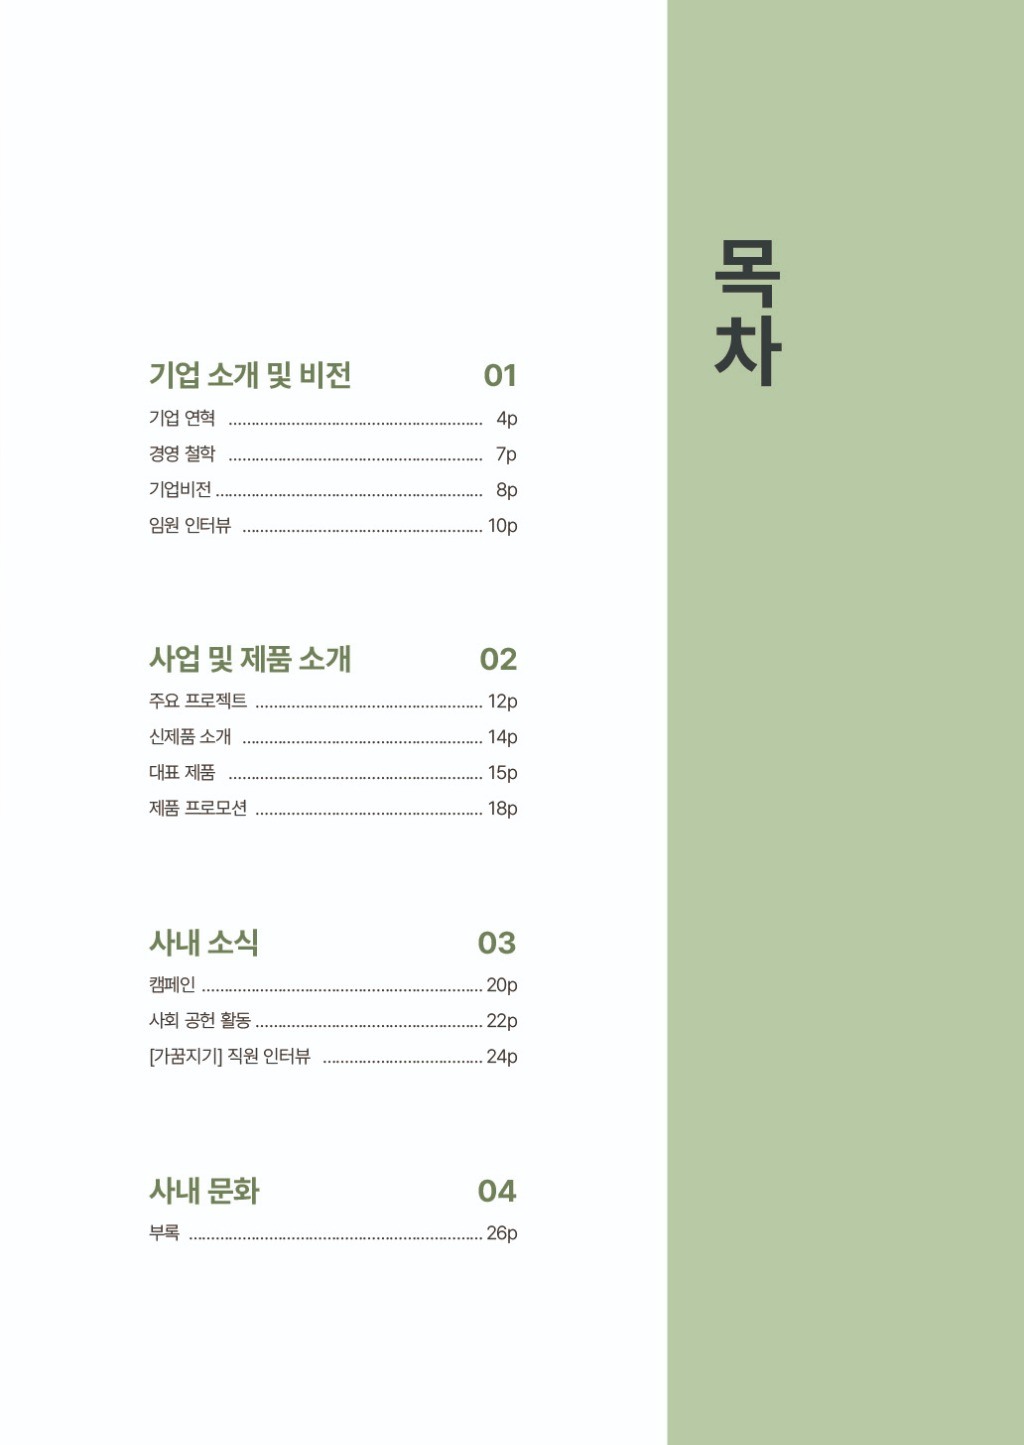 목차
기업 소개 및 비전 01
기업 연혁 ........................................................ 4p
경영 철학 ........................................................ 7p
기업비전 ........................................................... 8p
임원 인터뷰 ..................................................... 10p
사업 및 제품 소개 02
주요 프로젝트 .................................................. 12p
신제품 소개 ..................................................... 14p
대표 제품 ........................................................ 15p
제품 프로모션 .................................................. 18p
사내 소식 03
캠페인 .............................................................. 20p
사회 공헌 활동 .................................................. 22p
[가꿈지기] 직원 인터뷰 ................................... 24p
사내 문화 04
부록 ................................................................. 26p